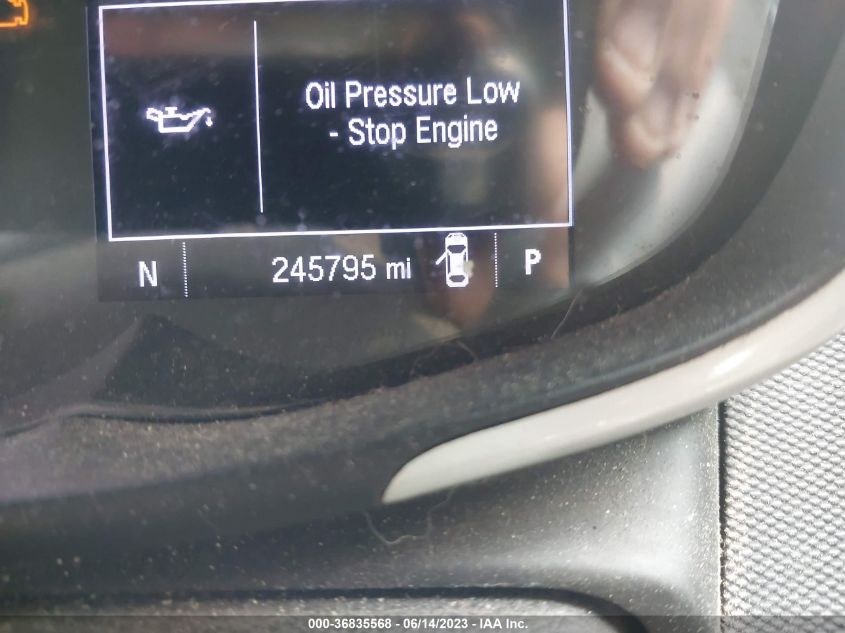 Oil Pressure Low
- Stop Engine
N 245795 mi P
000-36835568 - 06/14/2023 - IAA Inc.